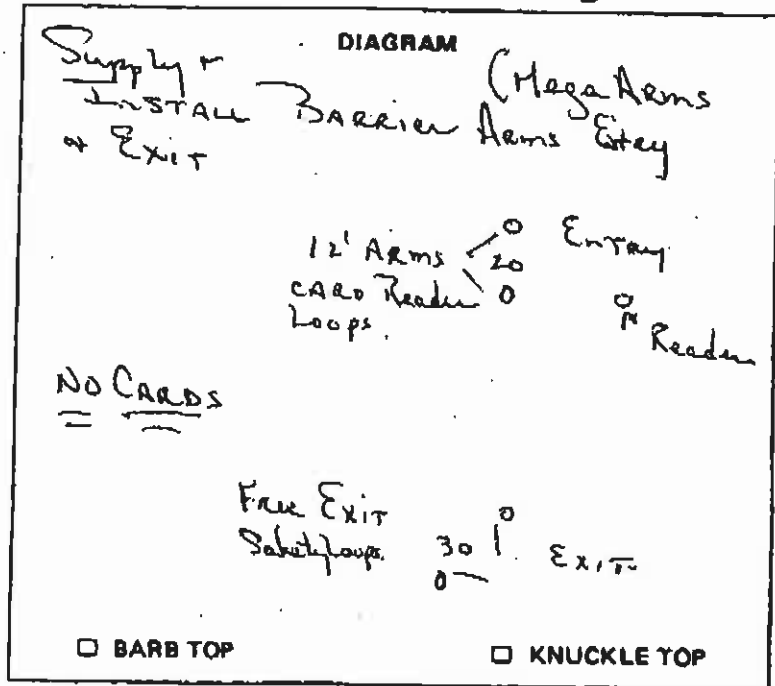 DIAGRAM
Supply +
INSTALL BARRIER Arms Entry
(Mega Arms
+ Exit
12' Arms O Entry
20
CARD Reader O
Loops.
O
Reader
NO CARDS
Free Exit O
Safety Loops. 30 Exit
O
☐ BARB TOP ☐ KNUCKLE TOP